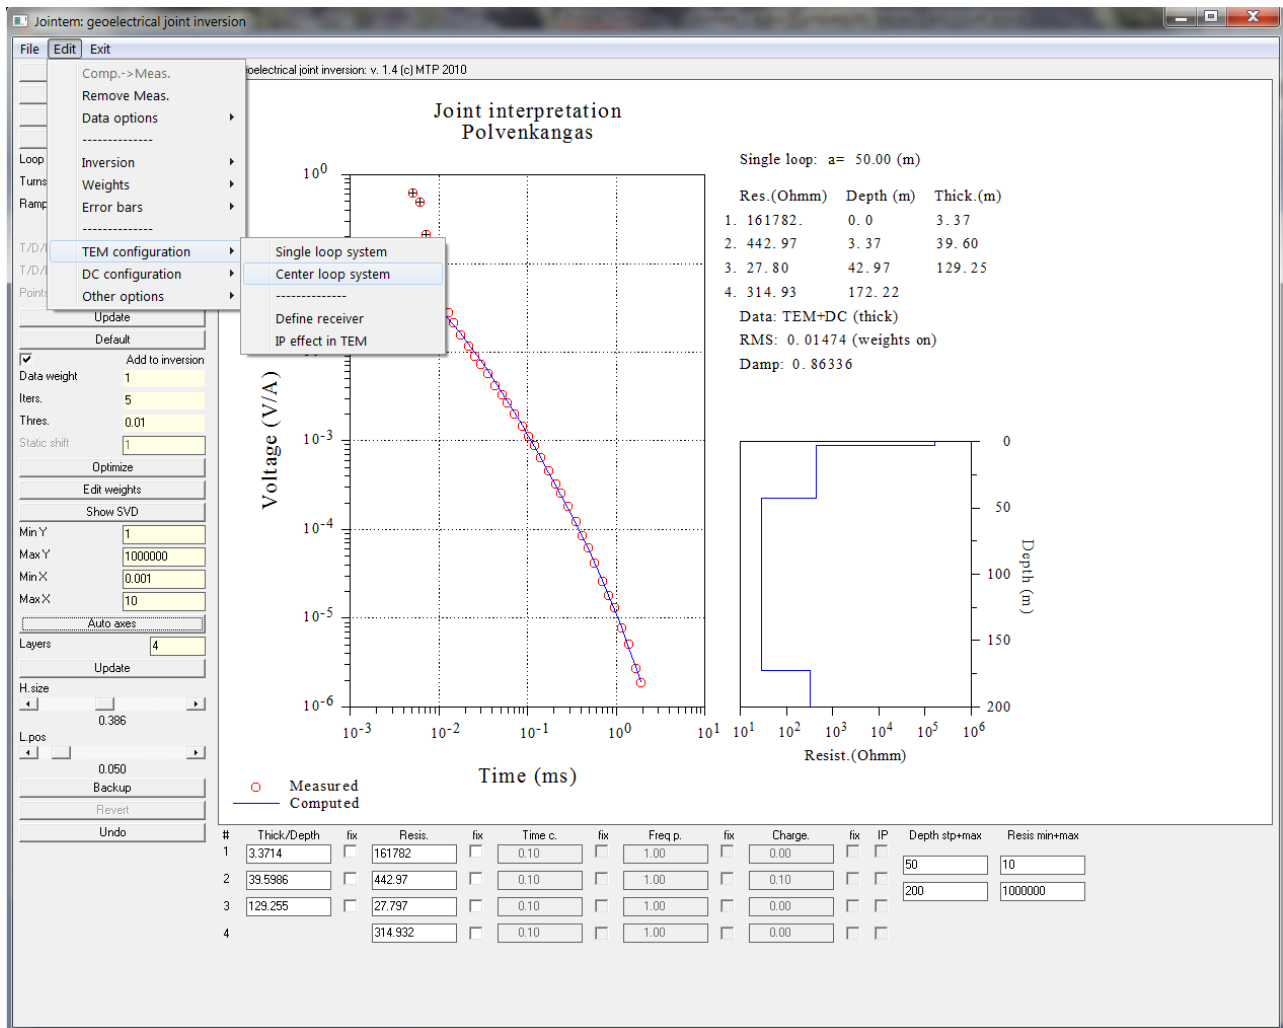 Jointem: geoelectrical joint inversion
File Edit Exit
Comp.->Meas.
Remove Meas.
Data options
--------------
Inversion
Weights
Error bars
--------------
TEM configuration
DC configuration
Other options
Single loop system
Center loop system
--------------
Define receiver
IP effect in TEM
oelectrical joint inversion: v. 1.4 (c) MTP 2010
Loop
Turns
Ramp
T/D/
T/D/
Points
Update
Default
Add to inversion
Data weight 1
Iters. 5
Thres. 0.01
Static shift 1
Optimize
Edit weights
Show SVD
Min Y 1
Max Y 1000000
Min X 0.001
Max X 10
Auto axes
Layers 4
Update
H.size
0.386
L.pos
0.050
Backup
Revert
Undo
Joint interpretation
Polvenkangas
10^0
10^-3
10^-4
10^-5
10^-6
Voltage (V/A)
10^-3 10^-2 10^-1 10^0 10^1
Time (ms)
Measured
Computed
Single loop: a= 50.00 (m)
Res.(Ohmm) Depth (m) Thick.(m)
1. 161782. 0.0 3.37
2. 442.97 3.37 39.60
3. 27.80 42.97 129.25
4. 314.93 172.22
Data: TEM+DC (thick)
RMS: 0.01474 (weights on)
Damp: 0.86336
0
50
100
150
200
Depth (m)
10^1 10^2 10^3 10^4 10^5 10^6
Resist.(Ohmm)
# Thick./Depth fix Resis. fix Time c. fix Freq p. fix Charge. fix IP Depth stp+max Resis min+max
1 3.3714 161782 0.10 1.00 0.00
50 10
2 39.5986 442.97 0.10 1.00 0.10
200 1000000
3 129.255 27.797 0.10 1.00 0.00
4 314.932 0.10 1.00 0.00